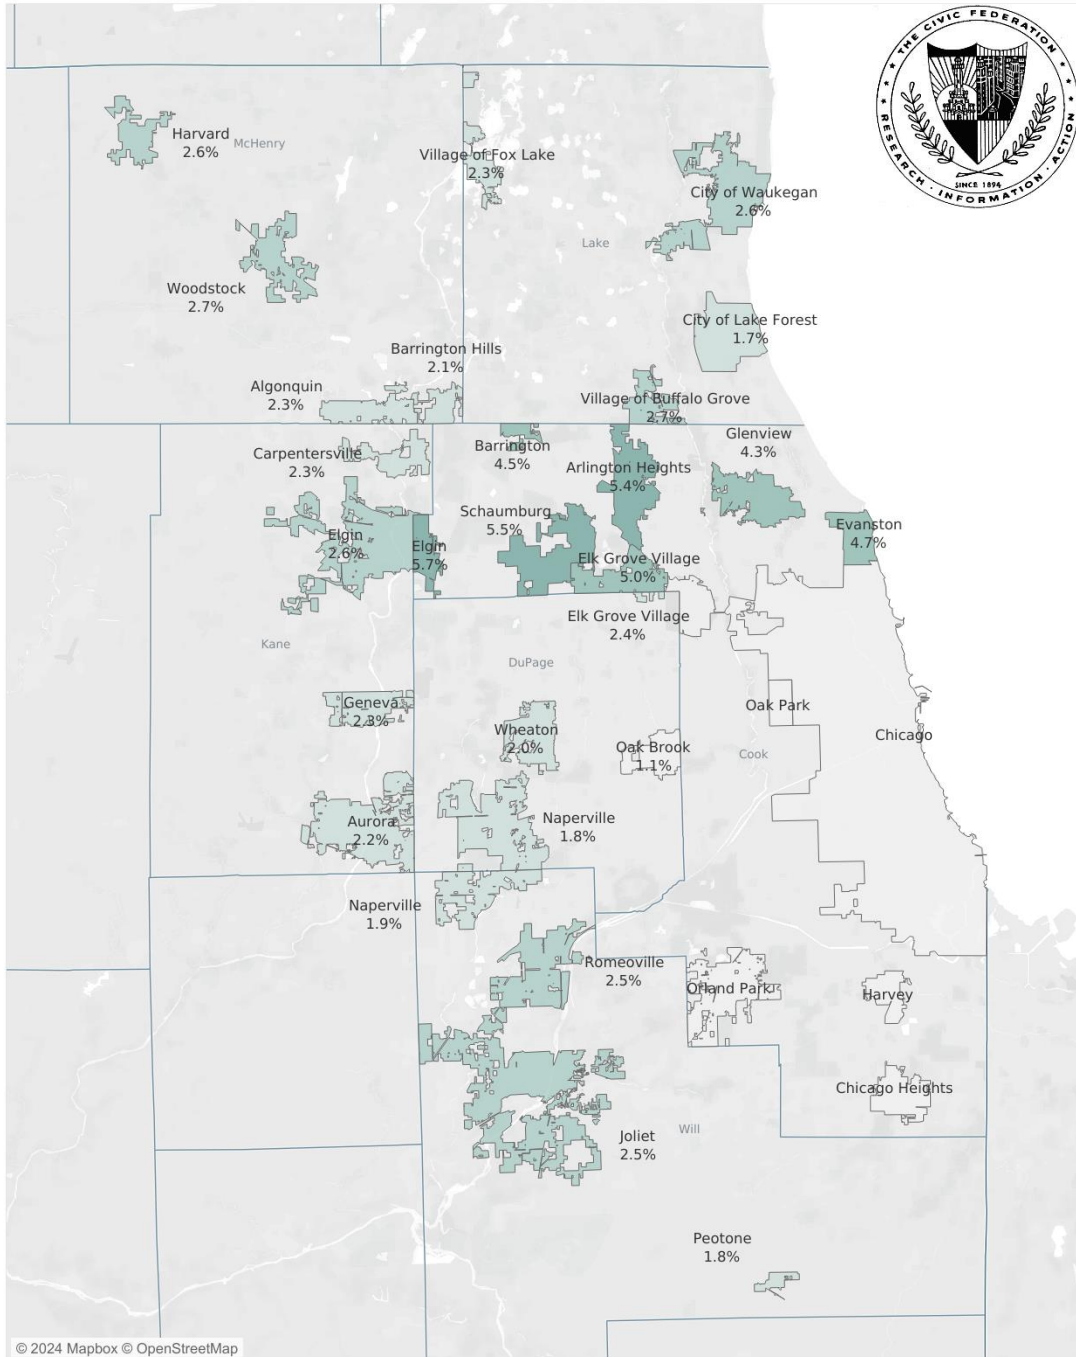 THE CIVIC FEDERATION
RESEARCH · INFORMATION · ACTION
SINCE 1894
Harvard
2.6%
McHenry
Village of Fox Lake
2.3%
City of Waukegan
2.6%
Lake
Woodstock
2.7%
City of Lake Forest
1.7%
Barrington Hills
2.1%
Algonquin
2.3%
Village of Buffalo Grove
2.7%
Glenview
4.3%
Barrington
4.5%
Carpentersville
2.3%
Arlington Heights
5.4%
Schaumburg
5.5%
Evanston
4.7%
Elgin
2.6%
Elgin
5.7%
Elk Grove Village
5.0%
Elk Grove Village
2.4%
Kane
DuPage
Geneva
2.3%
Oak Park
Wheaton
2.0%
Chicago
Oak Brook
1.1%
Cook
Aurora
2.2%
Naperville
1.8%
Naperville
1.9%
Romeoville
2.5%
Orland Park
Harvey
Chicago Heights
Will
Joliet
2.5%
Peotone
1.8%
© 2024 Mapbox © OpenStreetMap